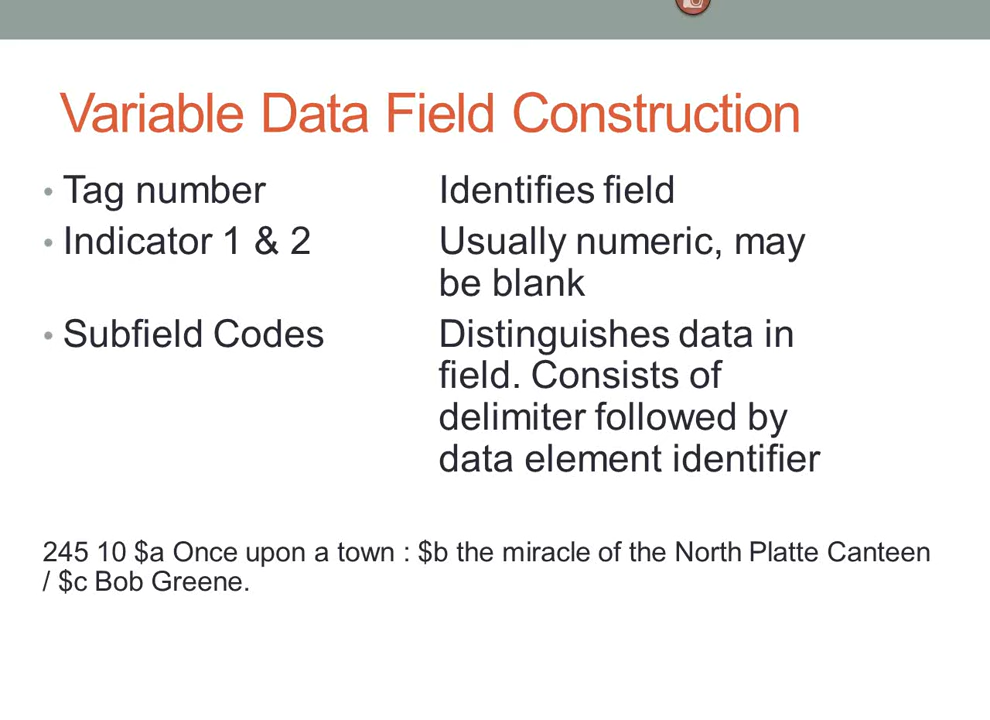 Variable Data Field Construction
• Tag number Identifies field
• Indicator 1 & 2 Usually numeric, may
be blank
• Subfield Codes Distinguishes data in
field. Consists of
delimiter followed by
data element identifier
245 10 $a Once upon a town : $b the miracle of the North Platte Canteen
/ $c Bob Greene.